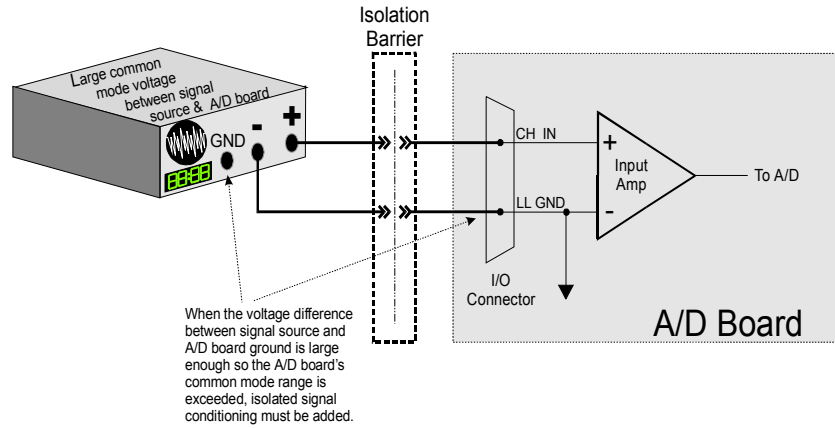 Isolation
Barrier
Large common
mode voltage
between signal
source & A/D board
GND
-
+
88:88
CH IN
LL GND
+
-
Input
Amp
To A/D
I/O
Connector
A/D Board
When the voltage difference
between signal source and
A/D board ground is large
enough so the A/D board's
common mode range is
exceeded, isolated signal
conditioning must be added.